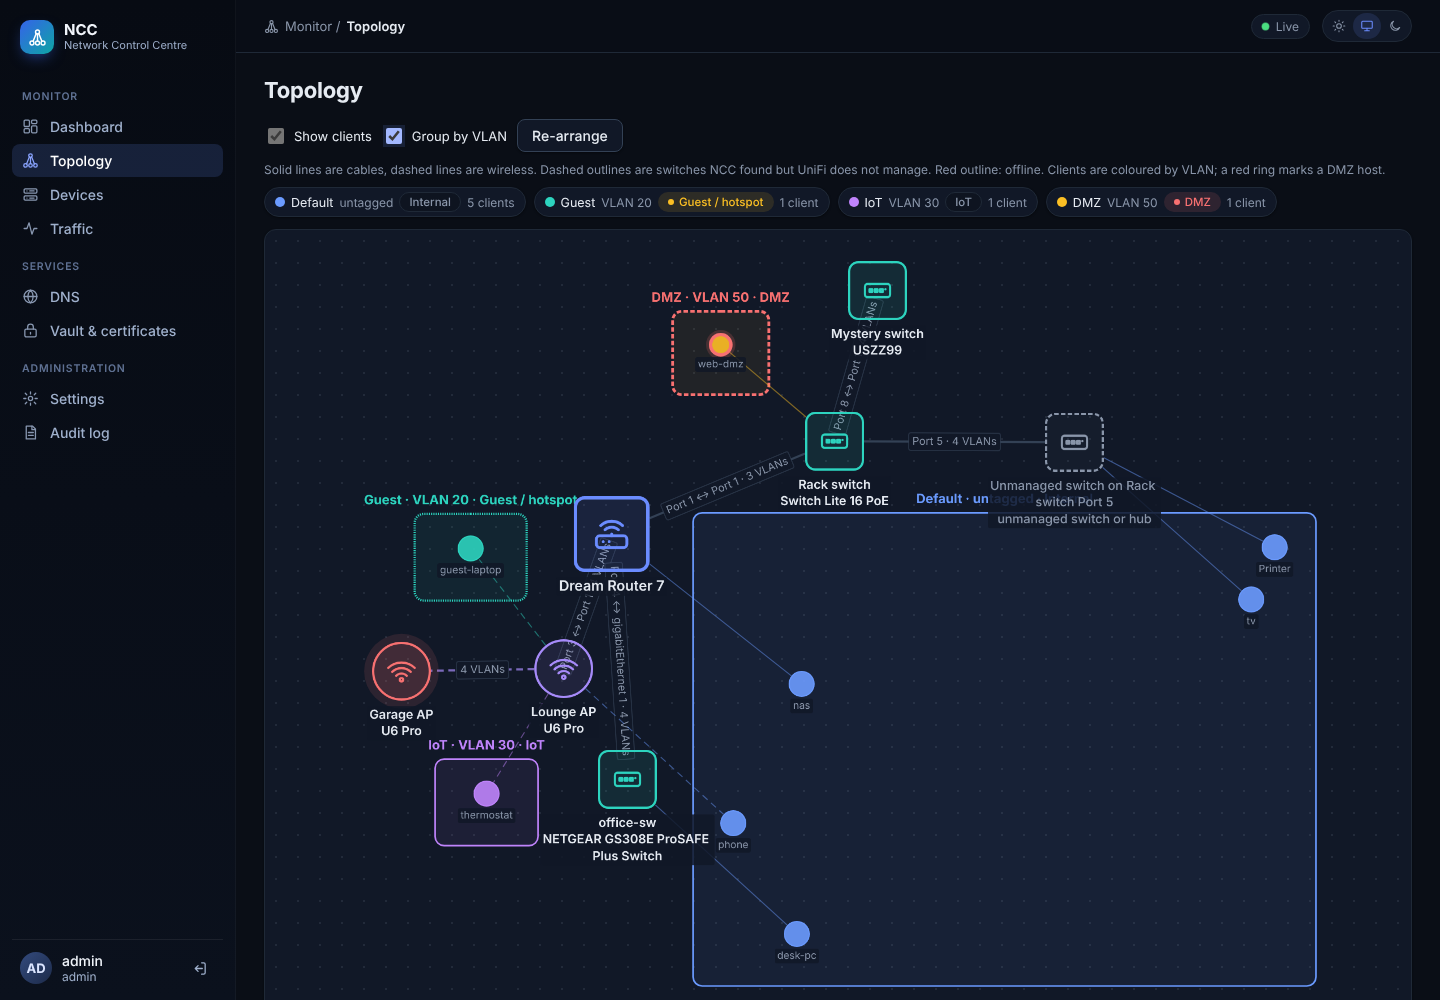 NCC
Network Control Centre
MONITOR
Dashboard
Topology
Devices
Traffic
SERVICES
DNS
Vault & certificates
ADMINISTRATION
Settings
Audit log
AD
admin
admin
Monitor / Topology
Live
Topology
Show clients
Group by VLAN
Re-arrange
Solid lines are cables, dashed lines are wireless. Dashed outlines are switches NCC found but UniFi does not manage. Red outline: offline. Clients are coloured by VLAN; a red ring marks a DMZ host.
Default untagged Internal 5 clients
Guest VLAN 20 Guest / hotspot 1 client
IoT VLAN 30 IoT 1 client
DMZ VLAN 50 DMZ 1 client
Mystery switch
USZZ99
DMZ · VLAN 50 · DMZ
web-dmz
Port 8 ↔ Port
Port 5 · 4 VLANs
Rack switch
Switch Lite 16 PoE
Port 1 ↔ Port 1 · 3 VLANs
Unmanaged switch on Rack
switch Port 5
unmanaged switch or hub
Default · untagged
Guest · VLAN 20 · Guest / hotspot
guest-laptop
Dream Router 7
Printer
tv
↔ Port
↔ gigabitEthernet 1 · 4 VLANs
4 VLANs
Garage AP
U6 Pro
Lounge AP
U6 Pro
nas
IoT · VLAN 30 · IoT
thermostat
office-sw
NETGEAR GS308E ProSAFE
Plus Switch
phone
desk-pc